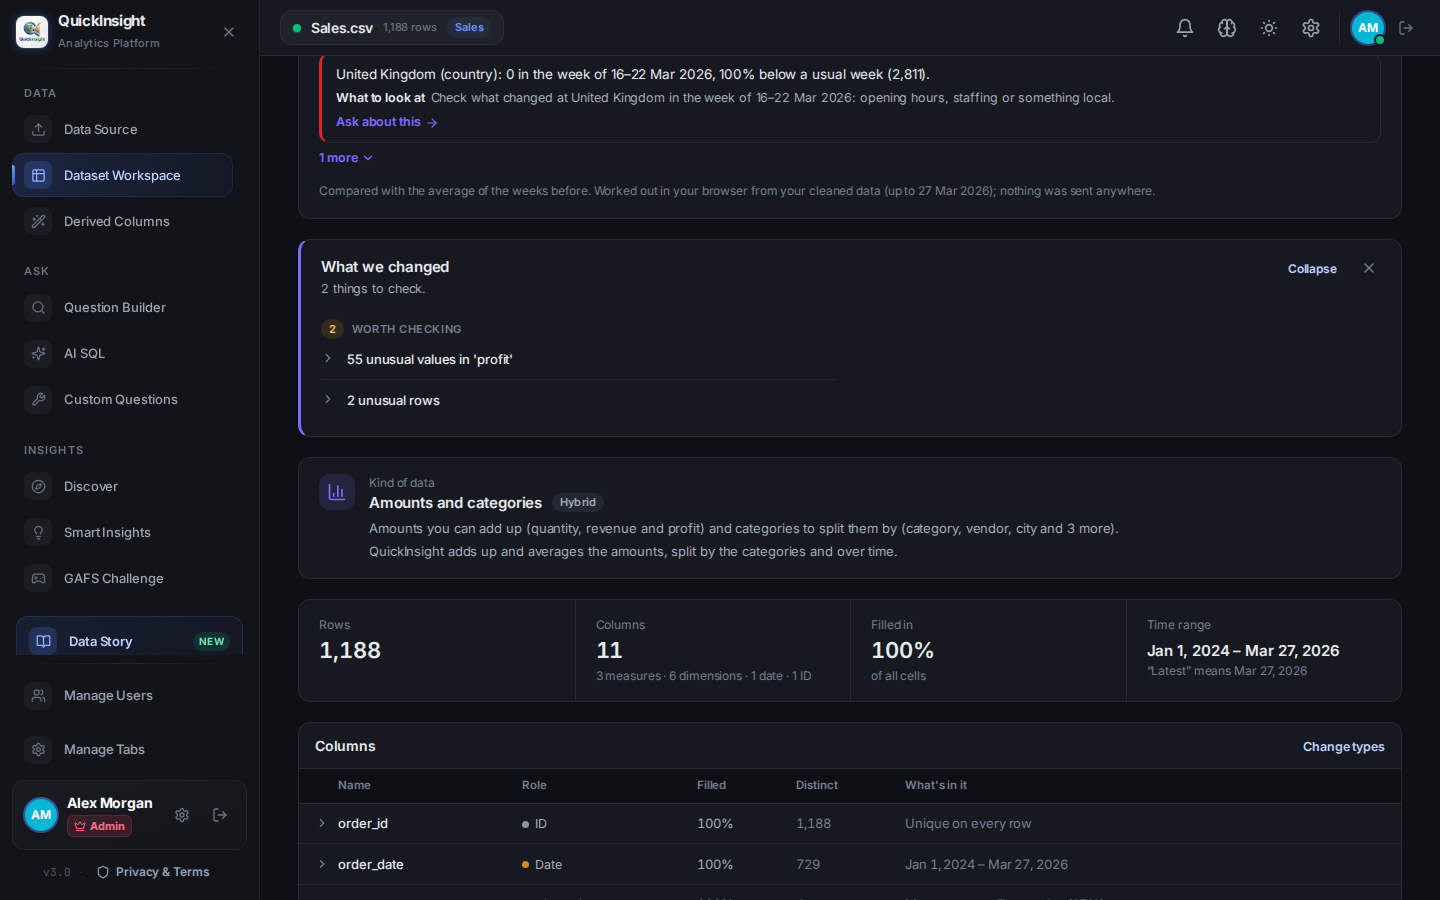 QuickInsight
Analytics Platform
DATA
Data Source
Dataset Workspace
Derived Columns
ASK
Question Builder
AI SQL
Custom Questions
INSIGHTS
Discover
Smart Insights
GAFS Challenge
Data Story NEW
Manage Users
Manage Tabs
AM Alex Morgan
Admin
v3.0 · Privacy & Terms
Sales.csv 1,188 rows Sales
AM
United Kingdom (country): 0 in the week of 16–22 Mar 2026, 100% below a usual week (2,811).
What to look at Check what changed at United Kingdom in the week of 16–22 Mar 2026: opening hours, staffing or something local.
Ask about this →
1 more
Compared with the average of the weeks before. Worked out in your browser from your cleaned data (up to 27 Mar 2026); nothing was sent anywhere.
What we changed
Collapse
2 things to check.
2 WORTH CHECKING
55 unusual values in 'profit'
2 unusual rows
Kind of data
Amounts and categories Hybrid
Amounts you can add up (quantity, revenue and profit) and categories to split them by (category, vendor, city and 3 more).
QuickInsight adds up and averages the amounts, split by the categories and over time.
Rows
1,188
Columns
11
3 measures · 6 dimensions · 1 date · 1 ID
Filled in
100%
of all cells
Time range
Jan 1, 2024 – Mar 27, 2026
"Latest" means Mar 27, 2026
Columns
Change types
Name Role Filled Distinct What's in it
order_id ID 100% 1,188 Unique on every row
order_date Date 100% 729 Jan 1, 2024 – Mar 27, 2026